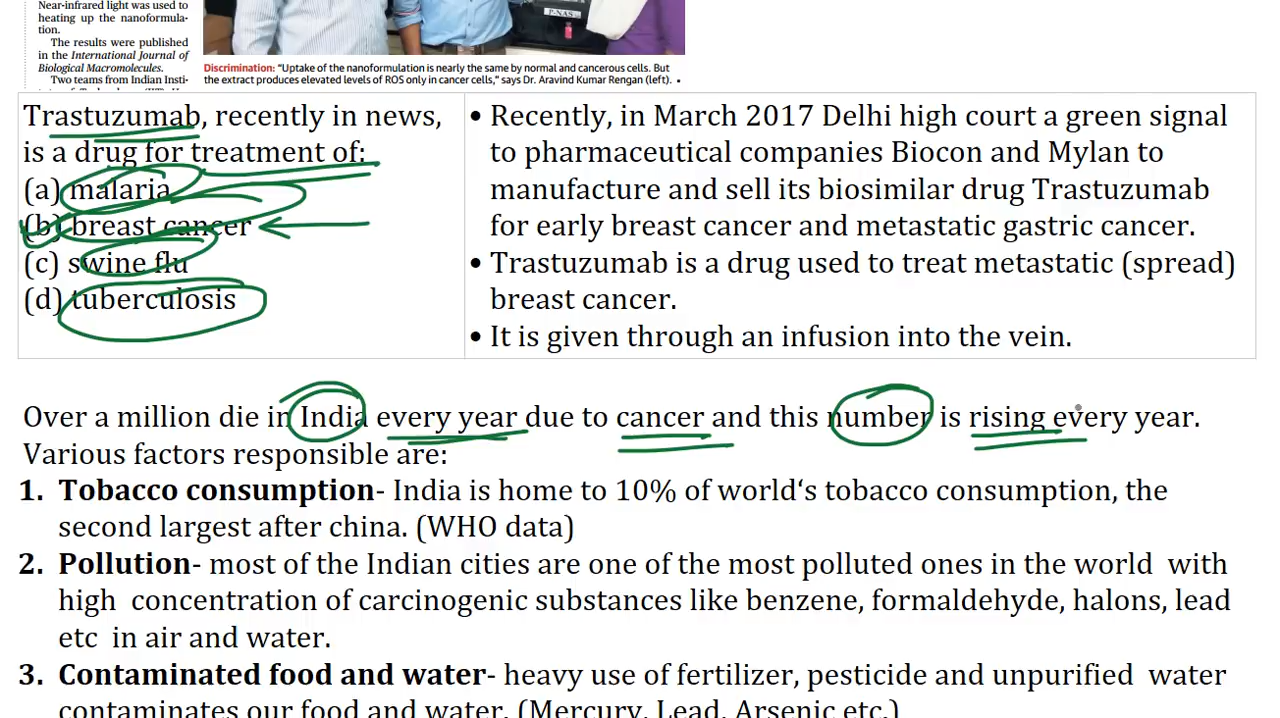 Near-infrared light was used to
heating up the nanoformula-
tion.
The results were published
in the International Journal of
Biological Macromolecules.
Two teams from Indian Insti-
P-NAS
Discrimination: “Uptake of the nanoformulation is nearly the same by normal and cancerous cells. But
the extract produces elevated levels of ROS only in cancer cells,” says Dr. Aravind Kumar Rengan (left). •
Trastuzumab, recently in news,
is a drug for treatment of:
(a) malaria
(b) breast cancer
(c) swine flu
(d) tuberculosis
• Recently, in March 2017 Delhi high court a green signal
to pharmaceutical companies Biocon and Mylan to
manufacture and sell its biosimilar drug Trastuzumab
for early breast cancer and metastatic gastric cancer.
• Trastuzumab is a drug used to treat metastatic (spread)
breast cancer.
• It is given through an infusion into the vein.
Over a million die in India every year due to cancer and this number is rising every year.
Various factors responsible are:
1. Tobacco consumption- India is home to 10% of world‘s tobacco consumption, the
second largest after china. (WHO data)
2. Pollution- most of the Indian cities are one of the most polluted ones in the world with
high concentration of carcinogenic substances like benzene, formaldehyde, halons, lead
etc in air and water.
3. Contaminated food and water- heavy use of fertilizer, pesticide and unpurified water
contaminates our food and water. (Mercury, Lead, Arsenic etc.)